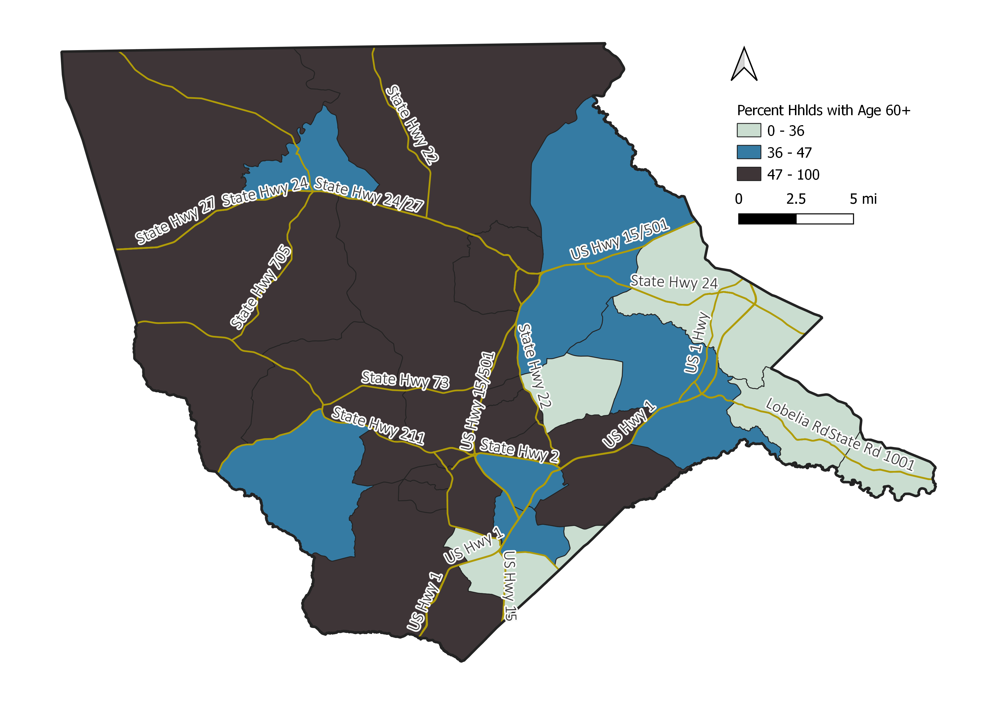 Percent Hhlds with Age 60+
0 - 36
36 - 47
47 - 100
0 2.5 5 mi
State Hwy 22
State Hwy 27
State Hwy 24
State Hwy 24/27
US Hwy 15/501
State Hwy 705
State Hwy 24
US 1 Hwy
State Hwy 22
State Hwy 73
US Hwy 15/501
State Hwy 211
US Hwy 1
Lobelia Rd
State Rd 1001
State Hwy 2
US Hwy 1
US Hwy 15
US Hwy 1